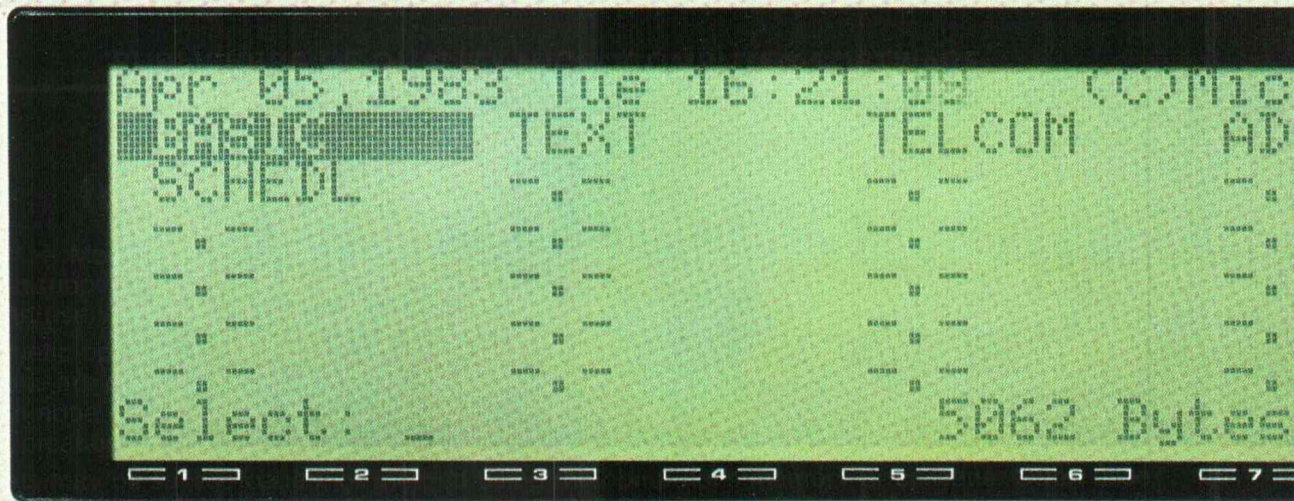 Apr 05,1983 Tue 16:21:09 (C)Mic
BASIC TEXT TELCOM AD
SCHEDL -.- -.- -.
-.- -.- -.- -.
-.- -.- -.- -.
-.- -.- -.- -.
-.- -.- -.- -.
Select: _ 5062 Bytes
1 2 3 4 5 6 7